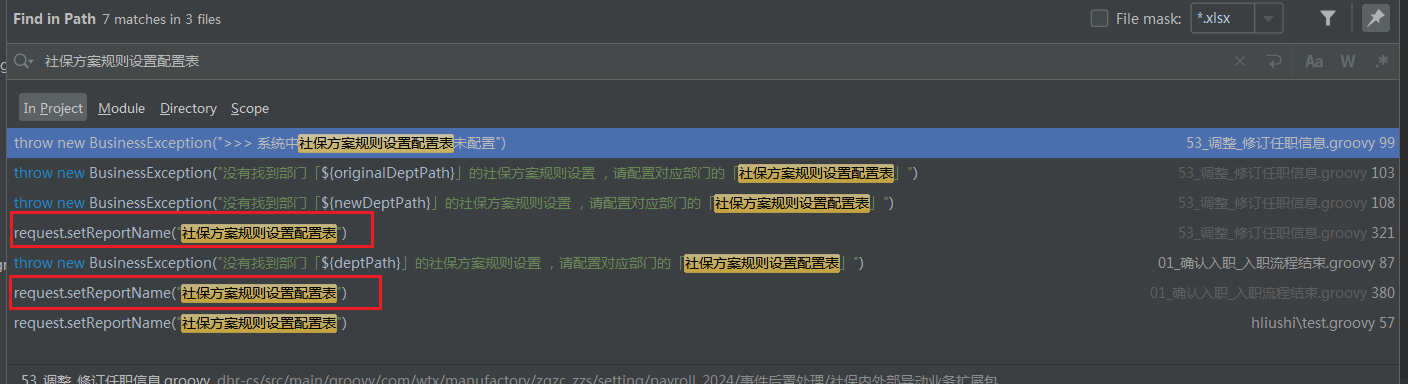 Find in Path 7 matches in 3 files File mask: *.xlsx
社保方案规则设置配置表 Aa W .*
In Project Module Directory Scope
throw new BusinessException(">>> 系统中社保方案规则设置配置表未配置") 53_调整_修订任职信息.groovy 99
throw new BusinessException("没有找到部门「${originalDeptPath}」的社保方案规则设置 ，请配置对应部门的「社保方案规则设置配置表」") 53_调整_修订任职信息.groovy 103
throw new BusinessException("没有找到部门「${newDeptPath}」的社保方案规则设置 ，请配置对应部门的「社保方案规则设置配置表」") 53_调整_修订任职信息.groovy 108
request.setReportName("社保方案规则设置配置表") 53_调整_修订任职信息.groovy 321
throw new BusinessException("没有找到部门「${deptPath}」的社保方案规则设置 ，请配置对应部门的「社保方案规则设置配置表」") 01_确认入职_入职流程结束.groovy 87
request.setReportName("社保方案规则设置配置表") 01_确认入职_入职流程结束.groovy 380
request.setReportName("社保方案规则设置配置表") hliushi\test.groovy 57
53_调整_修订任职信息.groovy dhr-cs/src/main/groovy/com/wtx/manufactory/zgzc_zzs/setting/payroll_2024/事件后置处理/社保内外部异动业务扩展包